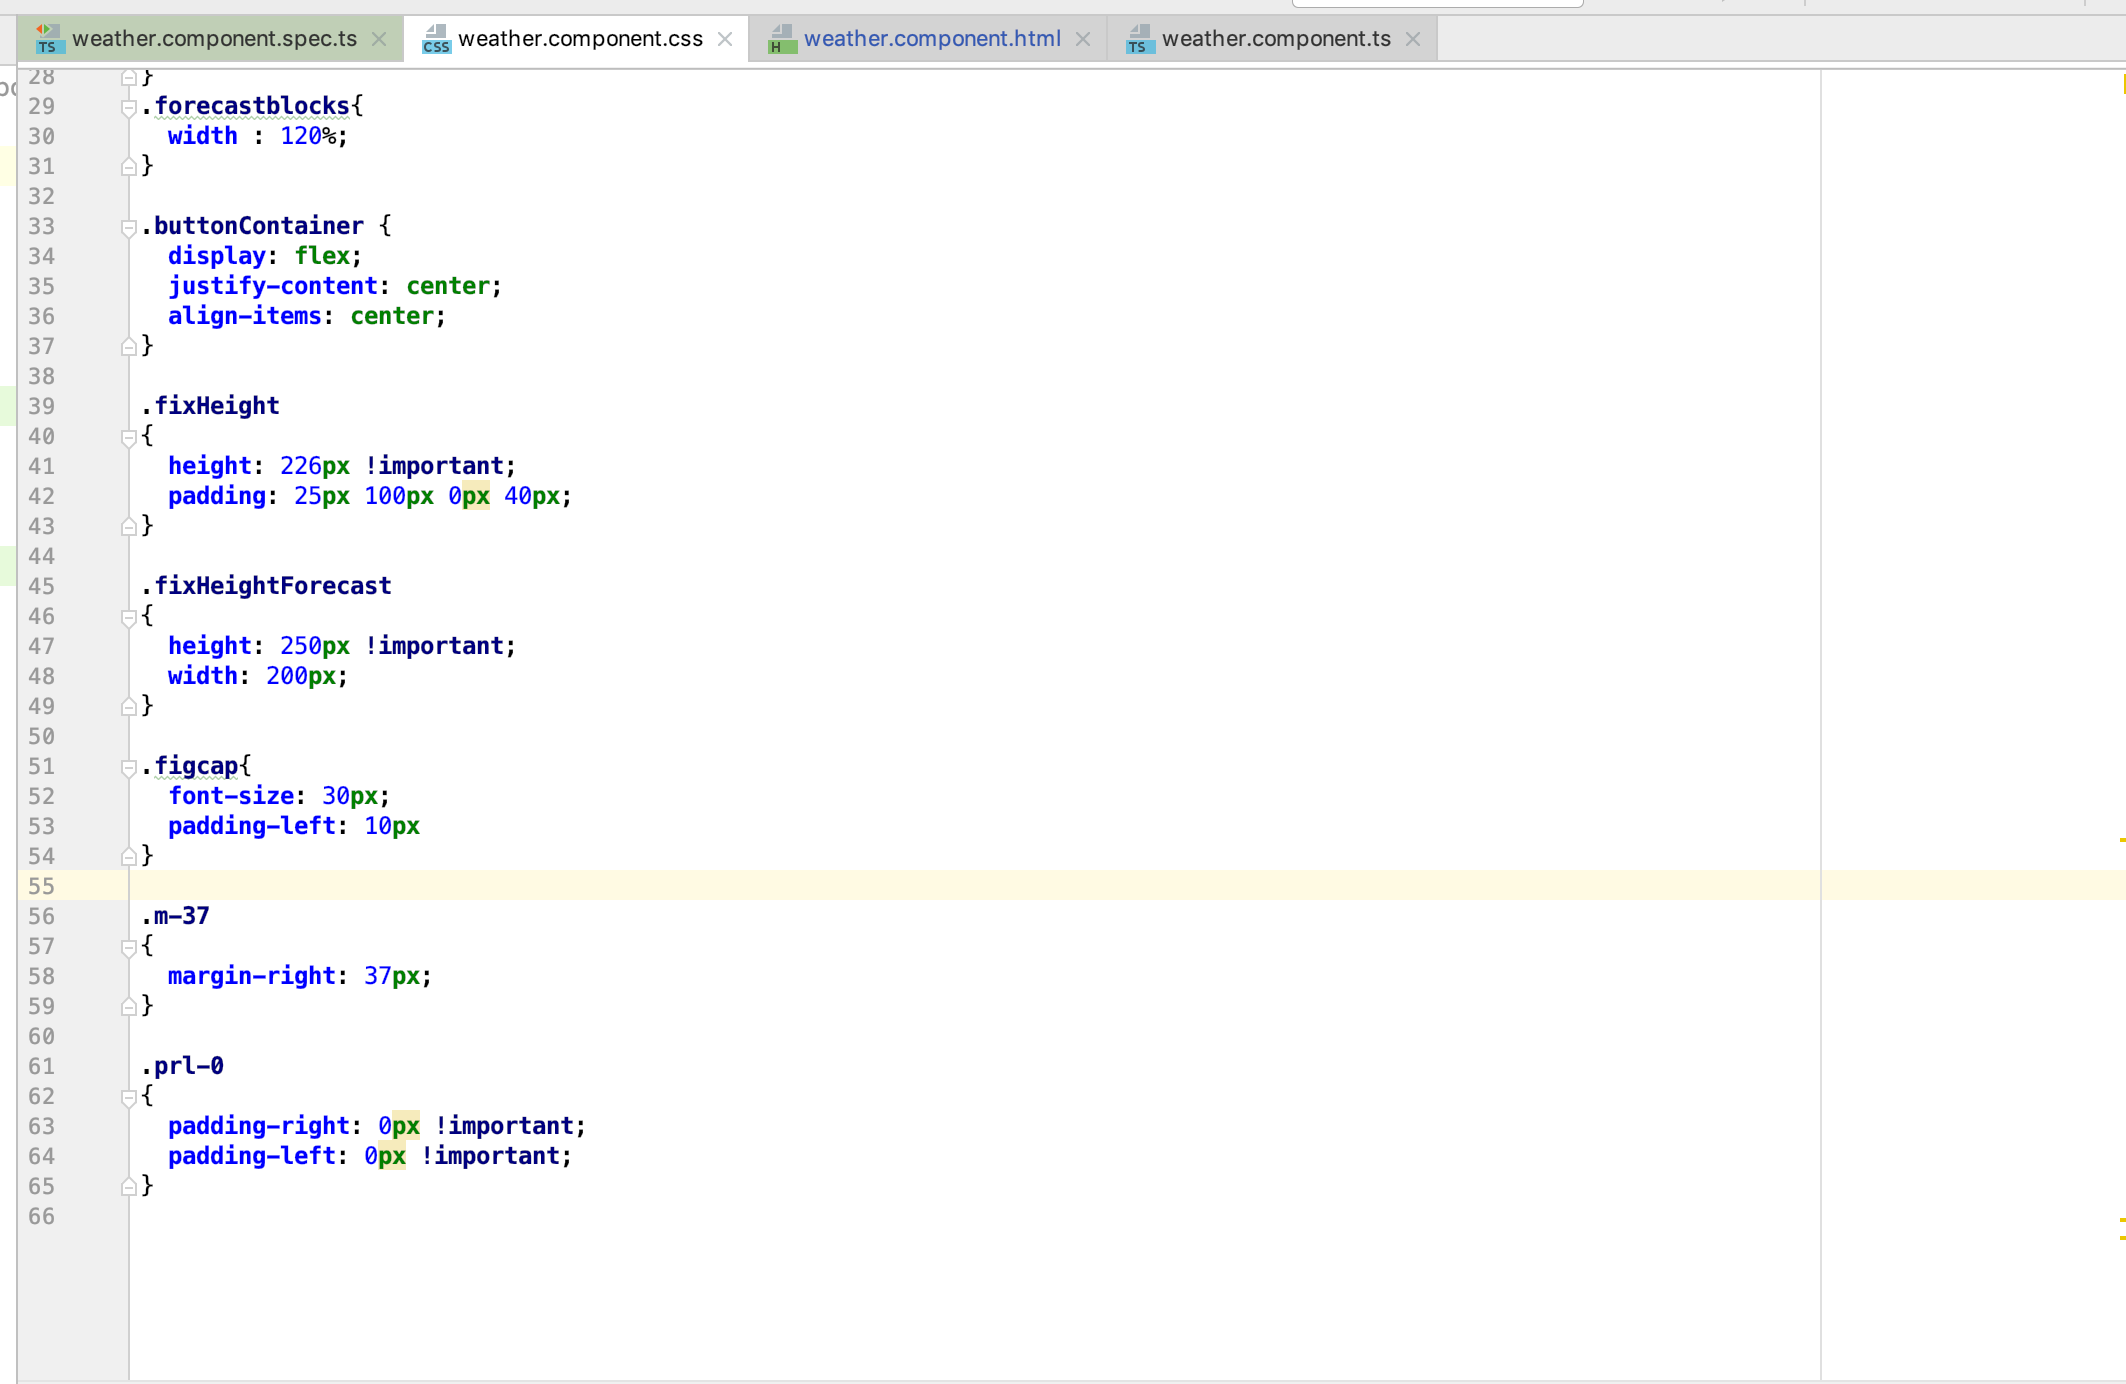 TS weather.component.spec.ts CSS weather.component.css H weather.component.html TS weather.component.ts
28 }
29 .forecastblocks{
30 width : 120%;
31 }
32
33 .buttonContainer {
34 display: flex;
35 justify-content: center;
36 align-items: center;
37 }
38
39 .fixHeight
40 {
41 height: 226px !important;
42 padding: 25px 100px 0px 40px;
43 }
44
45 .fixHeightForecast
46 {
47 height: 250px !important;
48 width: 200px;
49 }
50
51 .figcap{
52 font-size: 30px;
53 padding-left: 10px
54 }
55
56 .m-37
57 {
58 margin-right: 37px;
59 }
60
61 .prl-0
62 {
63 padding-right: 0px !important;
64 padding-left: 0px !important;
65 }
66